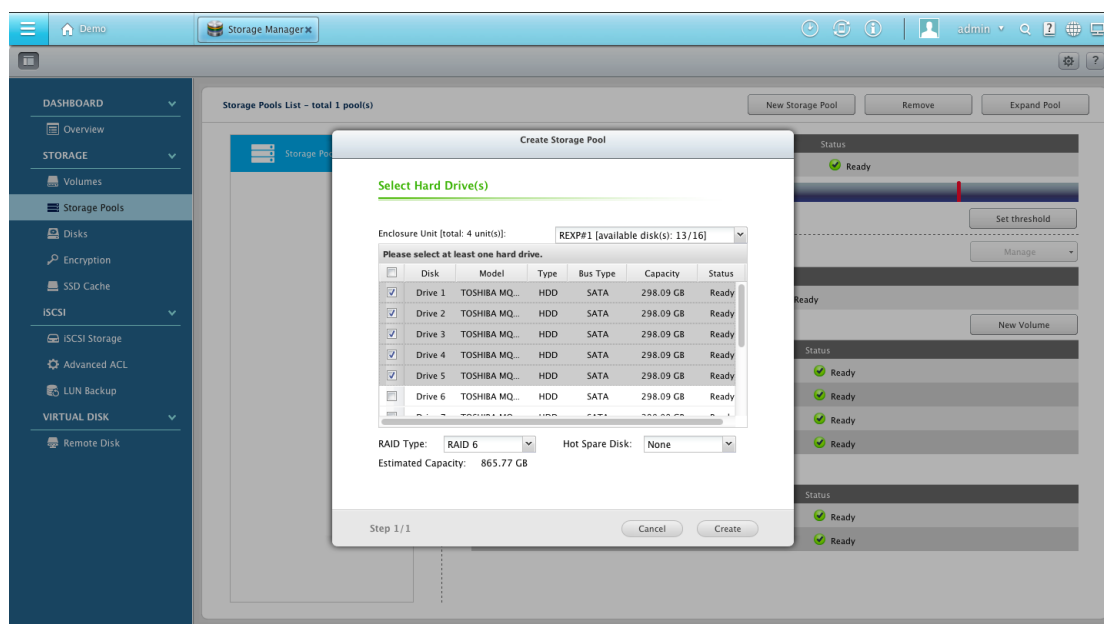 Demo
Storage Manager x
admin
DASHBOARD
Overview
STORAGE
Volumes
Storage Pools
Disks
Encryption
SSD Cache
iSCSI
iSCSI Storage
Advanced ACL
LUN Backup
VIRTUAL DISK
Remote Disk
Storage Pools List - total 1 pool(s)
New Storage Pool Remove Expand Pool
Storage
Status
Ready
Set threshold
Manage
Ready
New Volume
Status
Ready
Ready
Ready
Ready
Status
Ready
Ready
Create Storage Pool
Select Hard Drive(s)
Enclosure Unit [total: 4 unit(s)]: REXP#1 [available disk(s): 13/16]
Please select at least one hard drive.
Disk Model Type Bus Type Capacity Status
Drive 1 TOSHIBA MQ... HDD SATA 298.09 GB Ready
Drive 2 TOSHIBA MQ... HDD SATA 298.09 GB Ready
Drive 3 TOSHIBA MQ... HDD SATA 298.09 GB Ready
Drive 4 TOSHIBA MQ... HDD SATA 298.09 GB Ready
Drive 5 TOSHIBA MQ... HDD SATA 298.09 GB Ready
Drive 6 TOSHIBA MQ... HDD SATA 298.09 GB Ready
RAID Type: RAID 6 Hot Spare Disk: None
Estimated Capacity: 865.77 GB
Step 1/1 Cancel Create